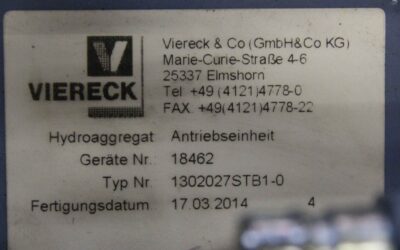 VIERECK
Viereck & Co (GmbH&Co KG)
Marie-Curie-Straße 4-6
25337 Elmshorn
Tel +49 (4121)4778-0
FAX. +49(4121)4778-22
Hydroaggregat Antriebseinheit
Geräte Nr. 18462
Typ Nr. 1302027STB1-0
Fertigungsdatum 17.03.2014 4